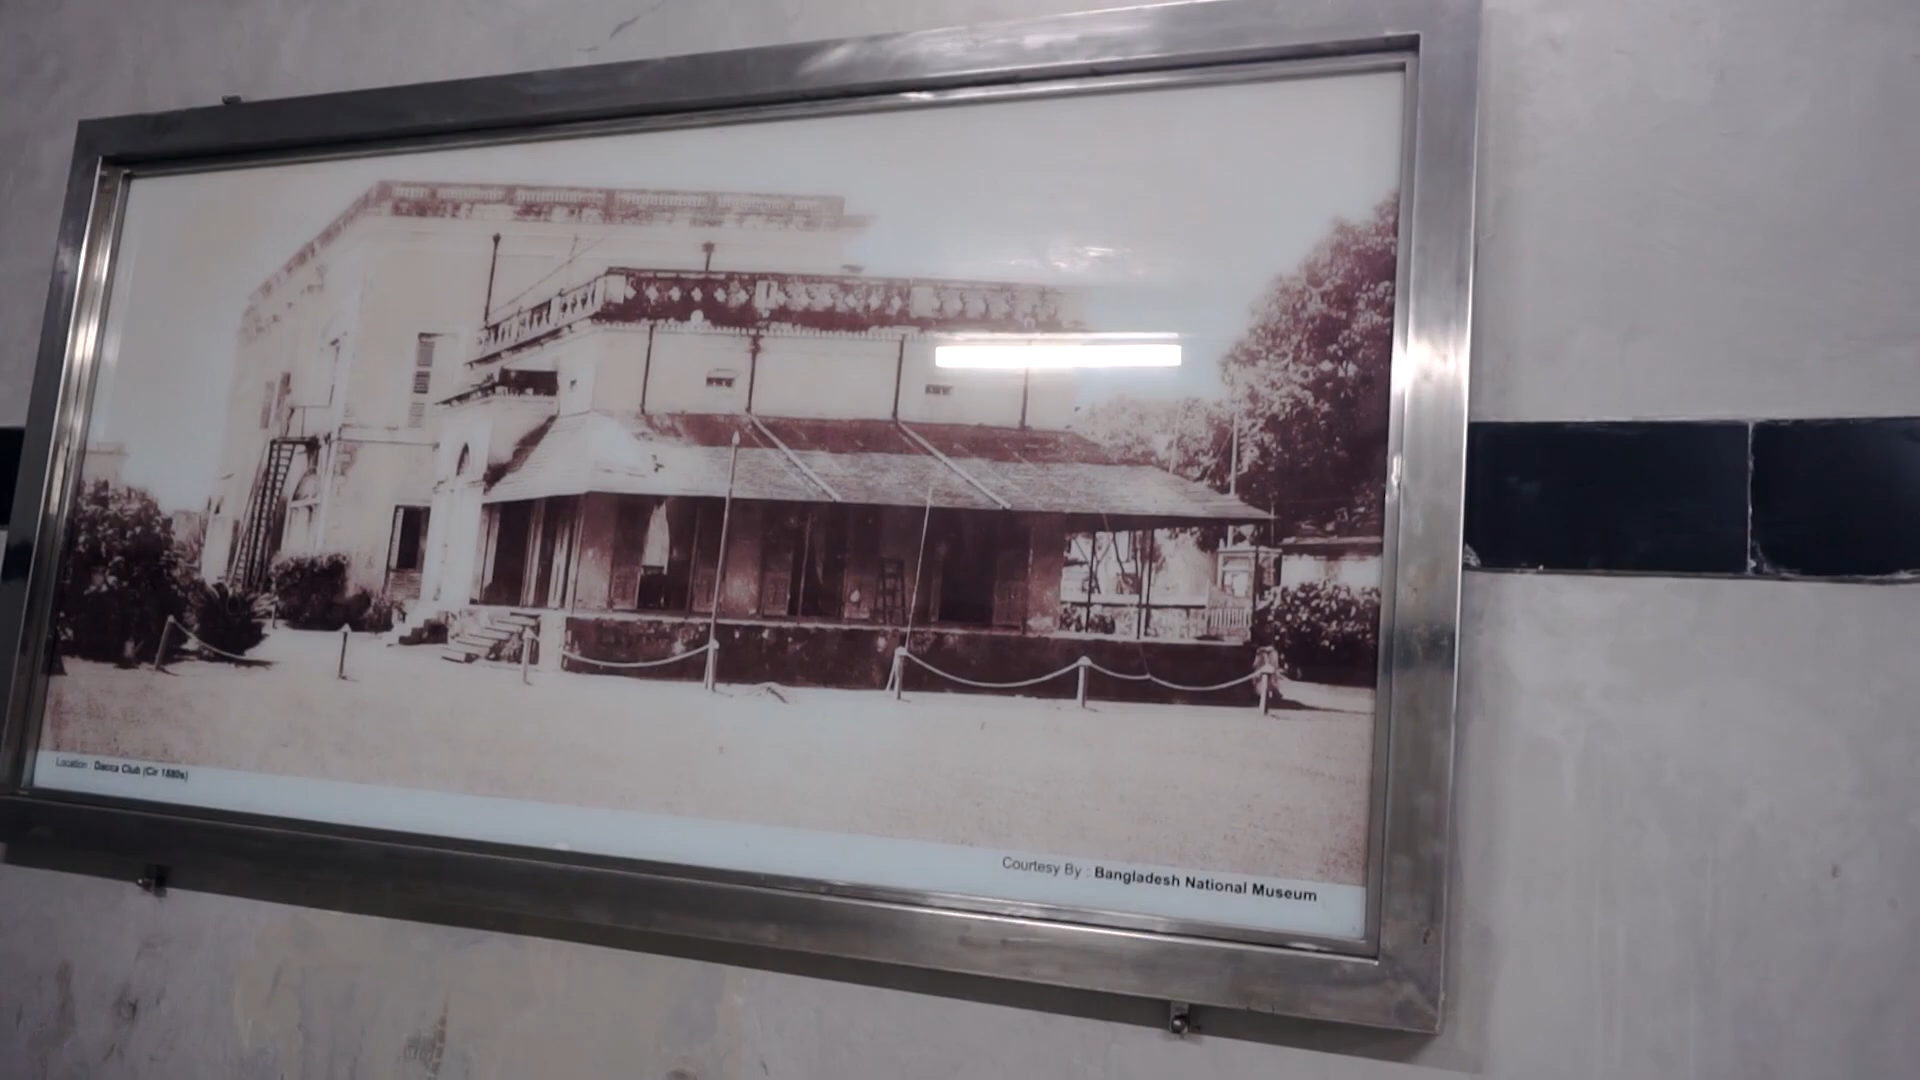 Location : Dacca Club (Cir 1880s)
Courtesy By : Bangladesh National Museum